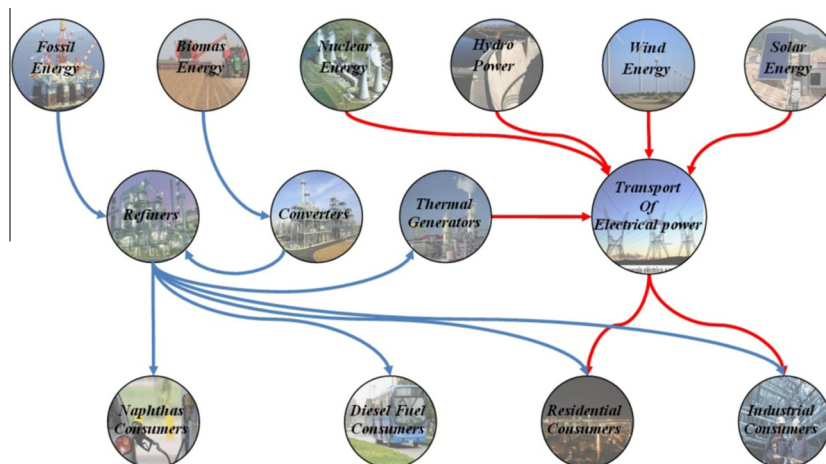 Fossil
Energy
Biomas
Energy
Nuclear
Energy
Hydro
Power
Wind
Energy
Solar
Energy
Refiners
Converters
Thermal
Generators
Transport
Of
Electrical power
Naphthas
Consumers
Diesel Fuel
Consumers
Residential
Consumers
Industrial
Consumers